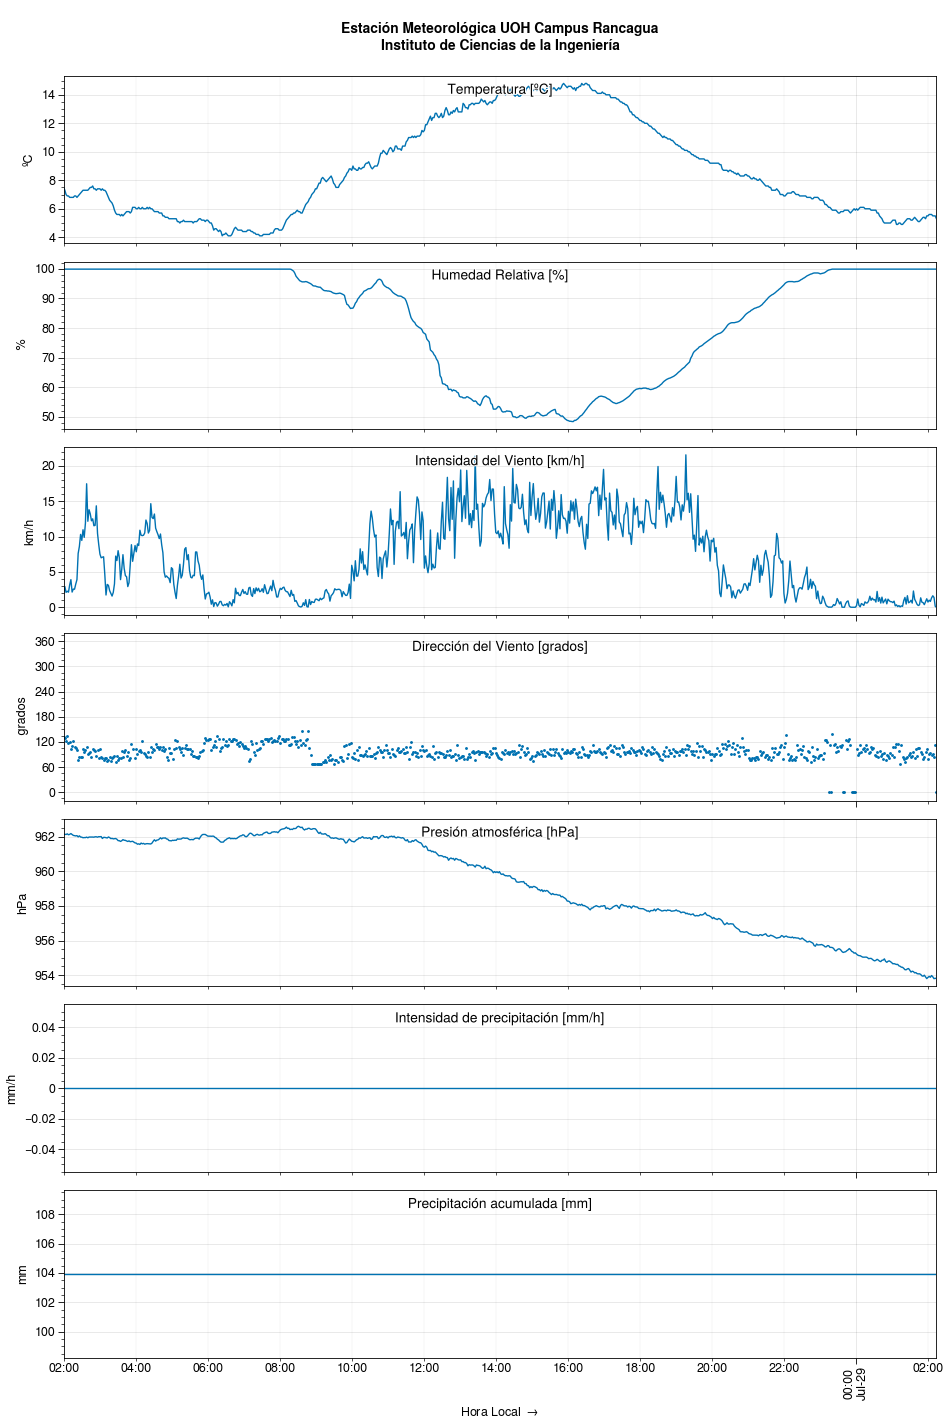 Estación Meteorológica UOH Campus Rancagua
Instituto de Ciencias de la Ingeniería
Temperatura [ºC]
ºC
14
12
10
8
6
4
Humedad Relativa [%]
%
100
90
80
70
60
50
Intensidad del Viento [km/h]
km/h
20
15
10
5
0
Dirección del Viento [grados]
grados
360
300
240
180
120
60
0
Presión atmosférica [hPa]
hPa
962
960
958
956
954
Intensidad de precipitación [mm/h]
mm/h
0.04
0.02
0
−0.02
−0.04
Precipitación acumulada [mm]
mm
108
106
104
102
100
02:00 04:00 06:00 08:00 10:00 12:00 14:00 16:00 18:00 20:00 22:00 00:00 02:00
Jul-29
Hora Local →